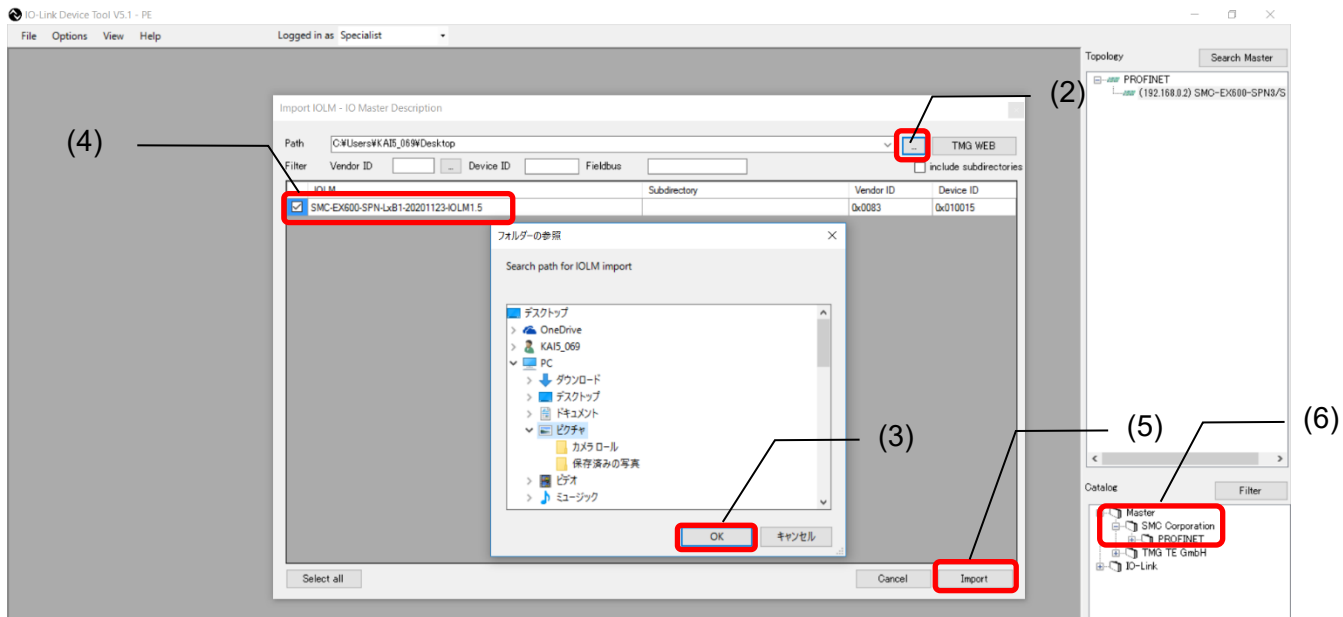 IO-Link Device Tool V5.1 - PE
File Options View Help Logged in as Specialist
Topology Search Master
PROFINET
(192.168.0.2) SMC-EX600-SPN3/S
Import IOLM - IO Master Description
(2)
(4)
Path C:¥Users¥KAI5_069¥Desktop ... TMG WEB
Filter Vendor ID ... Device ID Fieldbus include subdirectories
IOLM Subdirectory Vendor ID Device ID
SMC-EX600-SPN-LxB1-20201123-IOLM1.5 0x0083 0x010015
フォルダーの参照
Search path for IOLM import
デスクトップ
OneDrive
KAI5_069
PC
ダウンロード
デスクトップ
ドキュメント
ピクチャ
カメラ ロール
保存済みの写真
ビデオ
ミュージック
(3)
(5)
(6)
OK キャンセル
Select all Cancel Import
Catalog Filter
Master
SMC Corporation
PROFINET
TMG TE GmbH
IO-Link